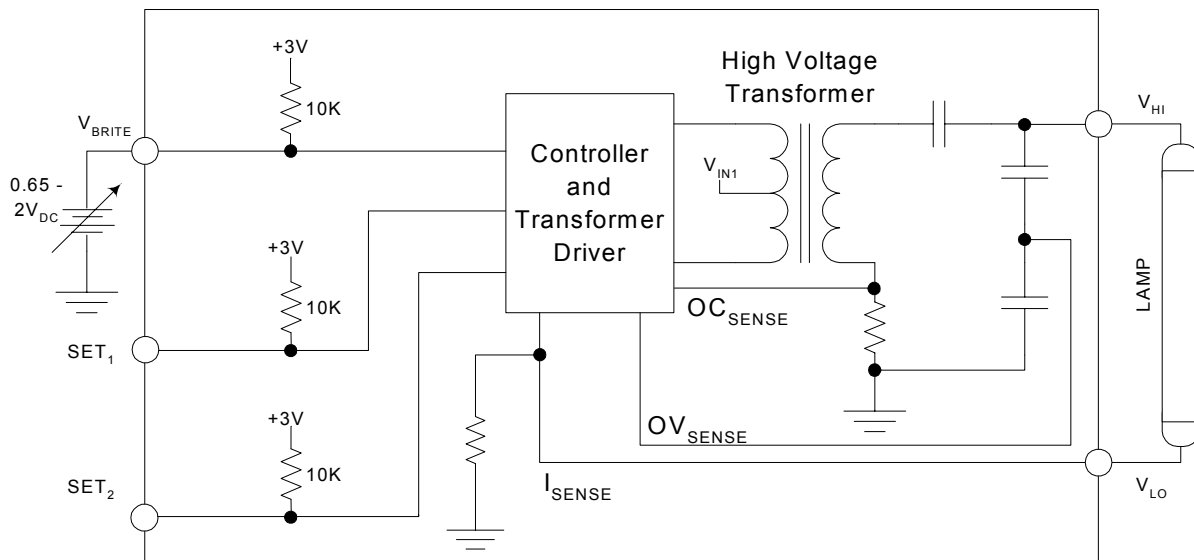 +3V
10K
V_BRITE
0.65 -
2V_DC
+3V
10K
SET_1
+3V
10K
SET_2
Controller
and
Transformer
Driver
High Voltage
Transformer
V_IN1
OC_SENSE
OV_SENSE
I_SENSE
V_HI
LAMP
V_LO